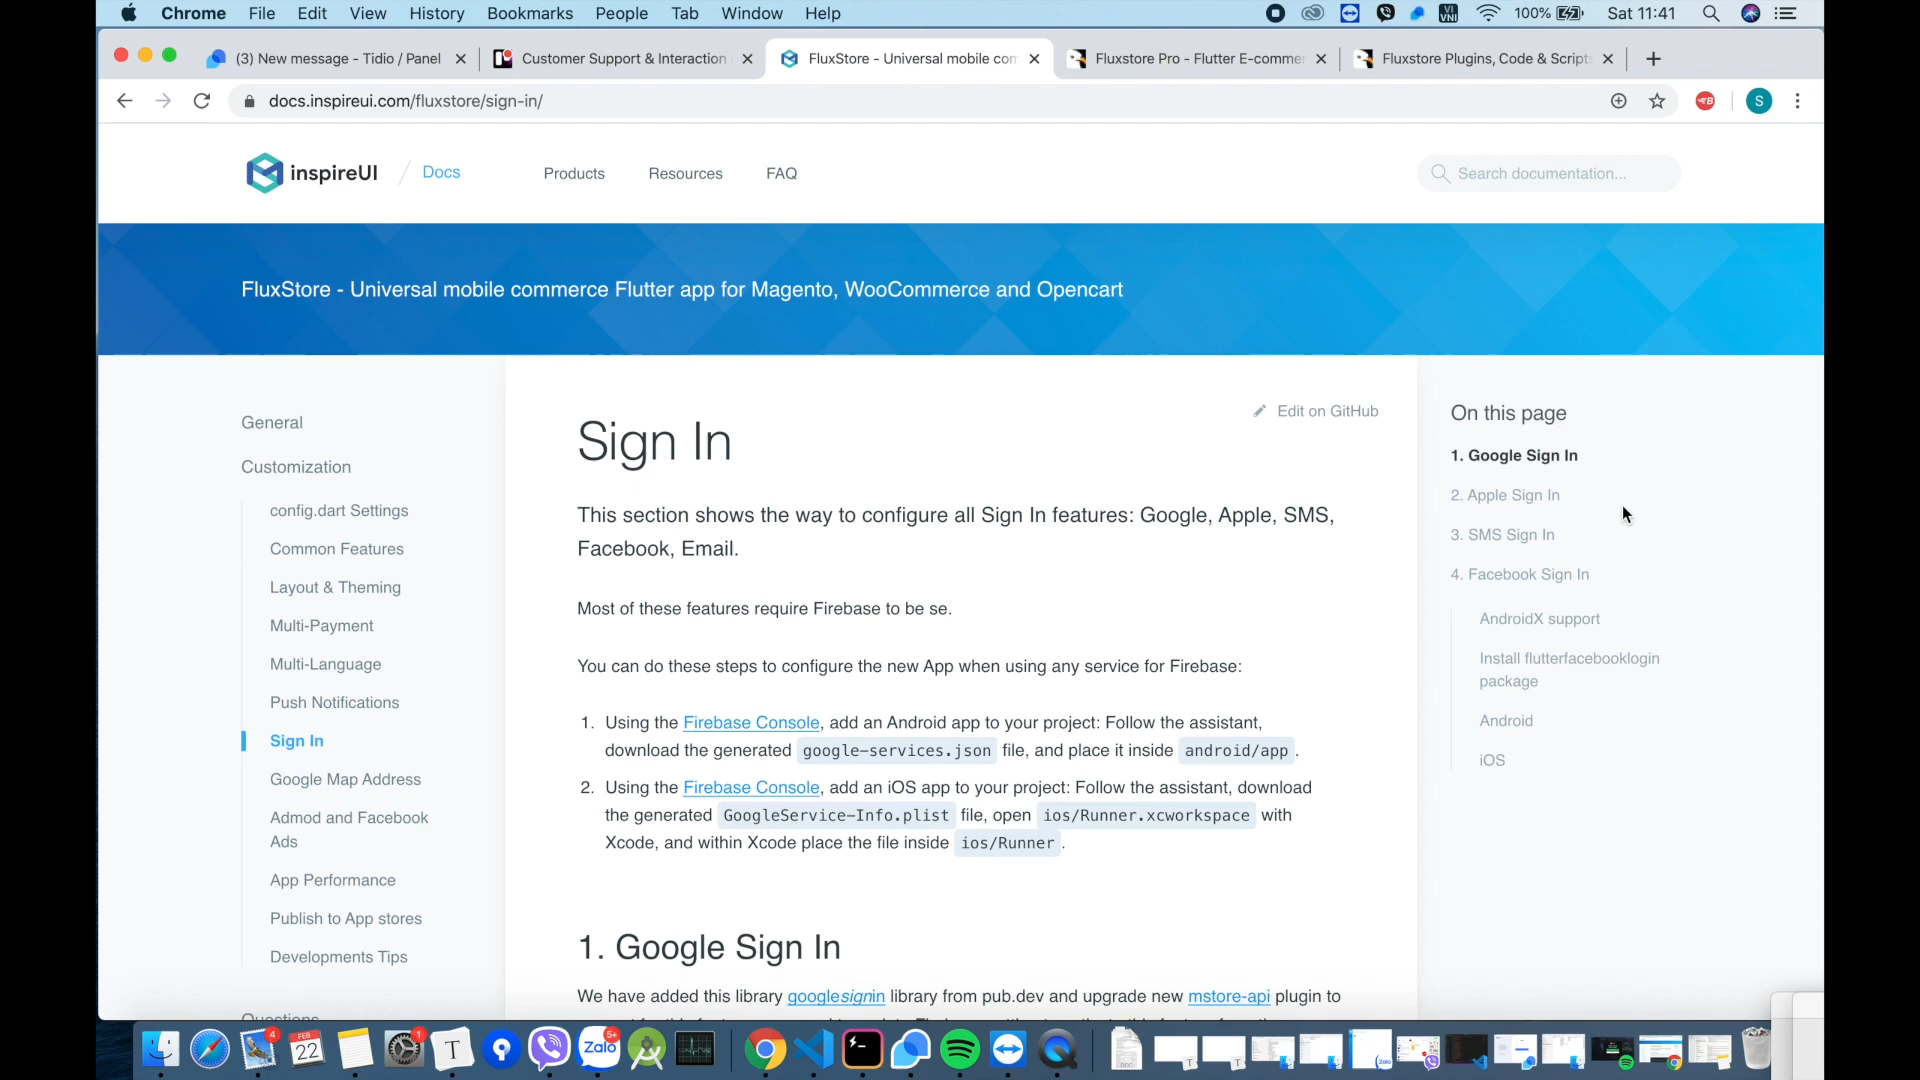 Chrome File Edit View History Bookmarks People Tab Window Help
VI
VNI
100%
Sat 11:41
(3) New message - Tidio / Panel
Customer Support & Interaction
FluxStore - Universal mobile com
Fluxstore Pro - Flutter E-commer
Fluxstore Plugins, Code & Scripts
docs.inspireui.com/fluxstore/sign-in/
S
inspireUI / Docs
Products
Resources
FAQ
Search documentation...
FluxStore - Universal mobile commerce Flutter app for Magento, WooCommerce and Opencart
General
Customization
config.dart Settings
Common Features
Layout & Theming
Multi-Payment
Multi-Language
Push Notifications
Sign In
Google Map Address
Admod and Facebook
Ads
App Performance
Publish to App stores
Developments Tips
Questions
Edit on GitHub
Sign In
This section shows the way to configure all Sign In features: Google, Apple, SMS,
Facebook, Email.
Most of these features require Firebase to be se.
You can do these steps to configure the new App when using any service for Firebase:
1. Using the Firebase Console, add an Android app to your project: Follow the assistant,
download the generated google-services.json file, and place it inside android/app .
2. Using the Firebase Console, add an iOS app to your project: Follow the assistant, download
the generated GoogleService-Info.plist file, open ios/Runner.xcworkspace with
Xcode, and within Xcode place the file inside ios/Runner .
1. Google Sign In
We have added this library googlesignin library from pub.dev and upgrade new mstore-api plugin to
On this page
1. Google Sign In
2. Apple Sign In
3. SMS Sign In
4. Facebook Sign In
AndroidX support
Install flutterfacebooklogin
package
Android
iOS
4
FEB
22
1
T
5+
Zalo